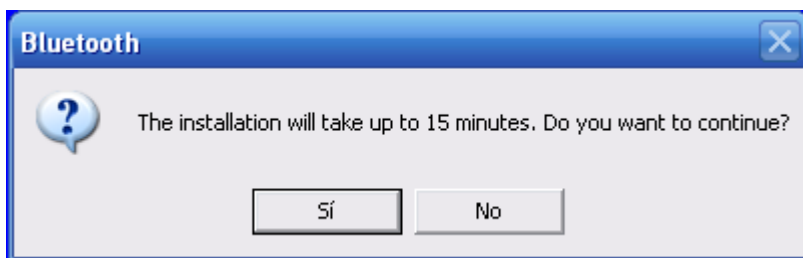 Bluetooth
?
The installation will take up to 15 minutes. Do you want to continue?
Sí No